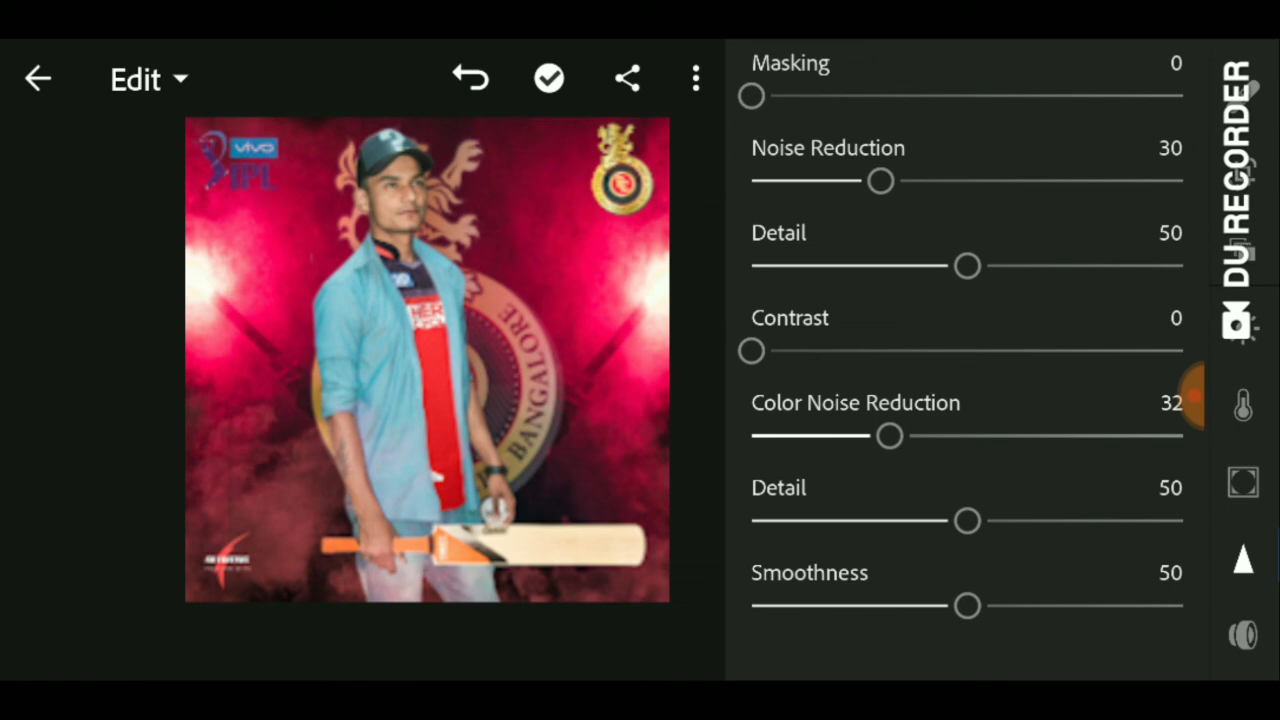 Edit
vivo
IPL
BANGALORE
Masking 0
Noise Reduction 30
Detail 50
Contrast 0
Color Noise Reduction 32
Detail 50
Smoothness 50
DU RECORDER